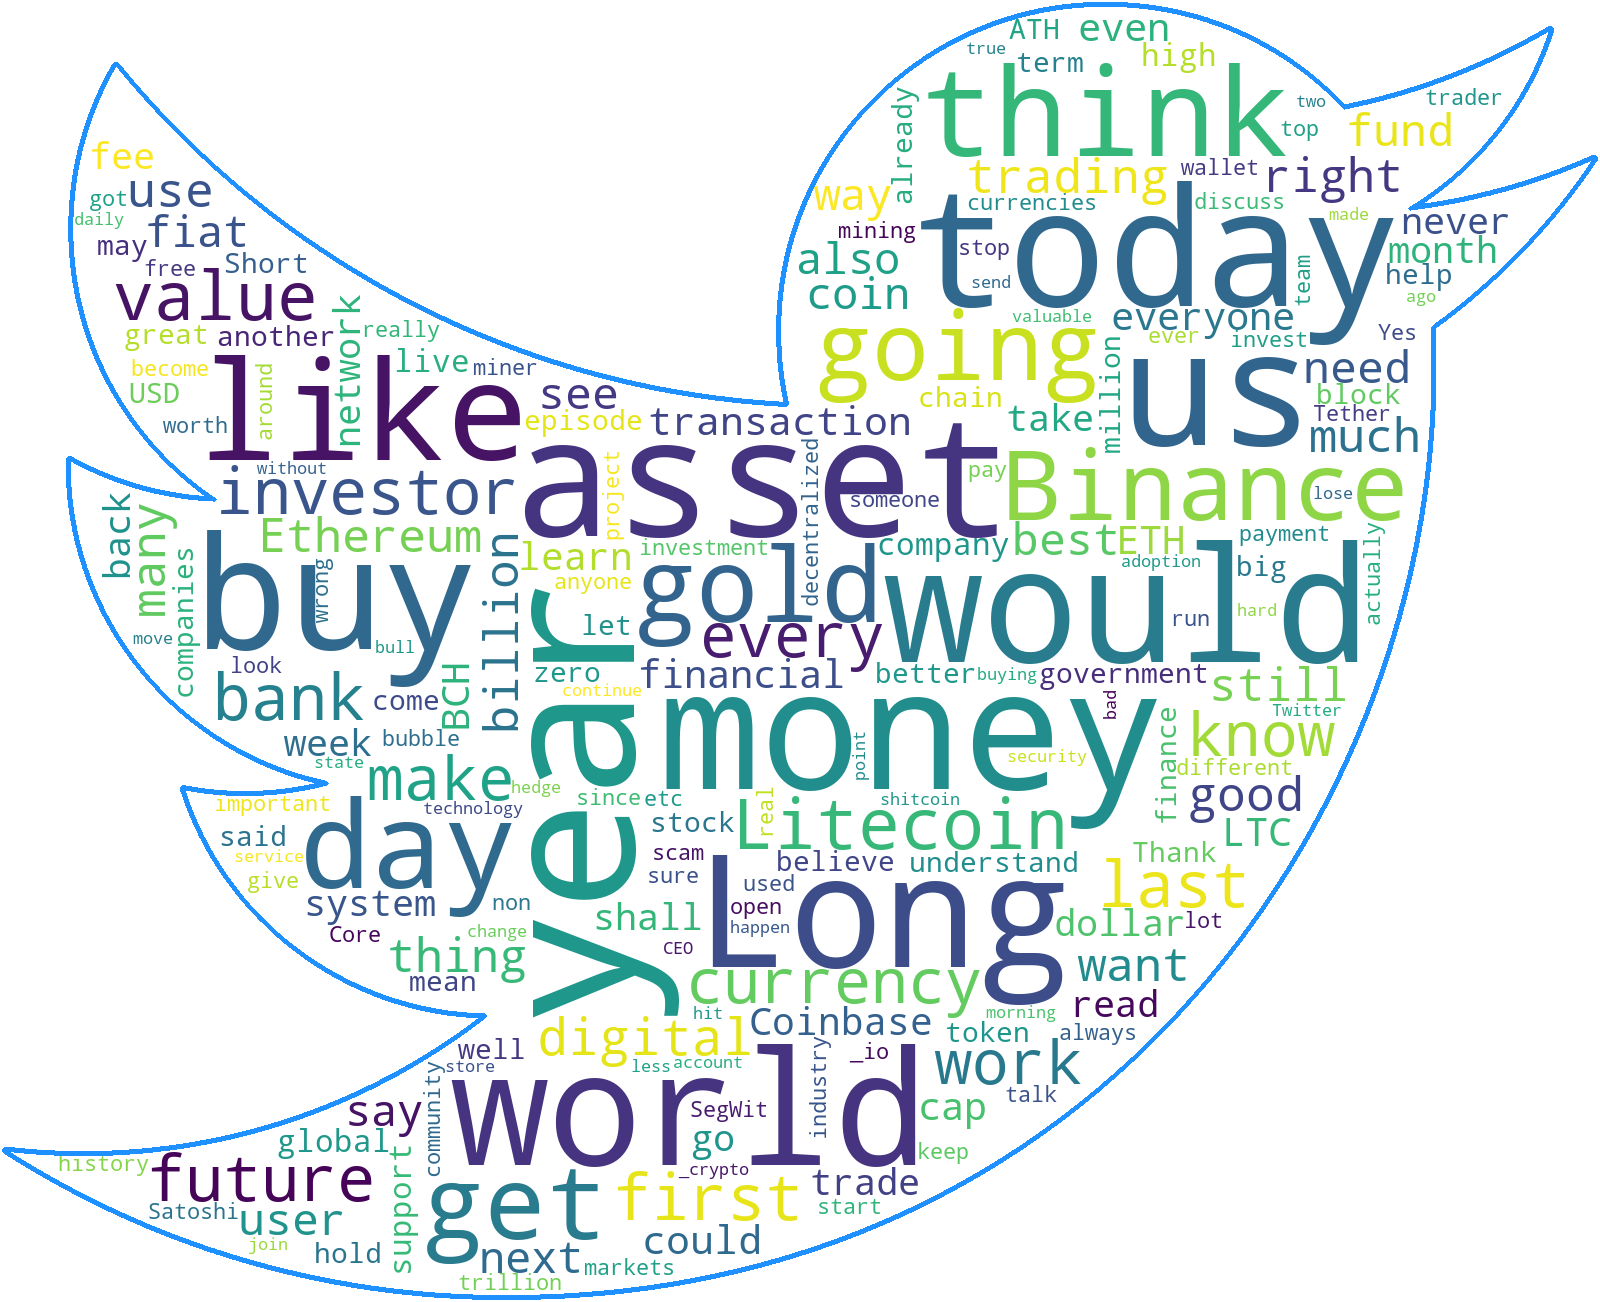 ATH
even
true
term
high
think
two
trader
already
top
fund
fee
use
got
daily
fiat
may
free
Short
value
way
trading
wallet
right
currencies
discuss
made
never
today
mining
stop
month
also
send
team
help
coin
ago
valuable
everyone
great
another
really
network
going
ever
invest
Yes
live
miner
become
us
million
need
USD
around
see
chain
block
like
worth
episode
transaction
take
Tether
much
asset
without
investor
project
decentralized
someone
pay
Binance
lose
back
many
Ethereum
billion
learn
investment
company
best
ETH
payment
actually
companies
buy
wrong
anyone
gold
adoption
big
would
hard
move
bull
let
every
run
look
year
zero
financial
better
buying
government
bank
come
BCH
continue
money
bad
still
Twitter
week
bubble
point
security
finance
know
state
make
hedge
different
since
etc
real
shitcoin
good
important
technology
stock
Litecoin
LTC
said
day
service
scam
believe
understand
Thank
give
sure
used
last
system
non
open
Long
shall
dollar
lot
Core
change
happen
thing
CEO
want
mean
currency
read
hit
morning
digital
Coinbase
token
always
well
_io
store
less
account
industry
work
world
talk
community
say
SegWit
cap
global
go
keep
history
_crypto
future
support
get
first
trade
start
Satoshi
user
join
hold
next
could
markets
trillion